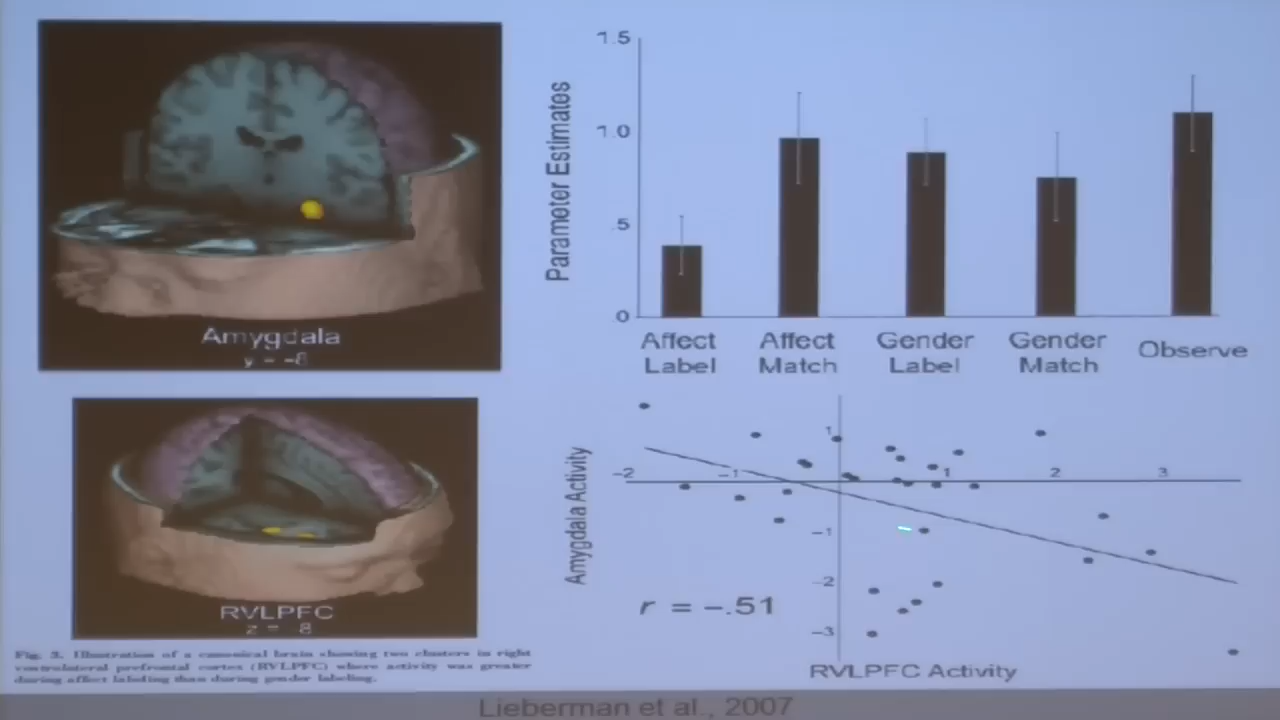 Amygdala
y = -8
RVLPFC
z = 8
Fig. 3. Illustration of a canonical brain showing two clusters in right
ventrolateral prefrontal cortex (RVLPFC) where activity was greater
during affect labeling than during gender labeling.
Parameter Estimates
1.5
1.0
.5
.0
Affect Label
Affect Match
Gender Label
Gender Match
Observe
Amygdala Activity
1
-2
-1
1
2
3
-1
-2
-3
r = -.51
RVLPFC Activity
Lieberman et al., 2007